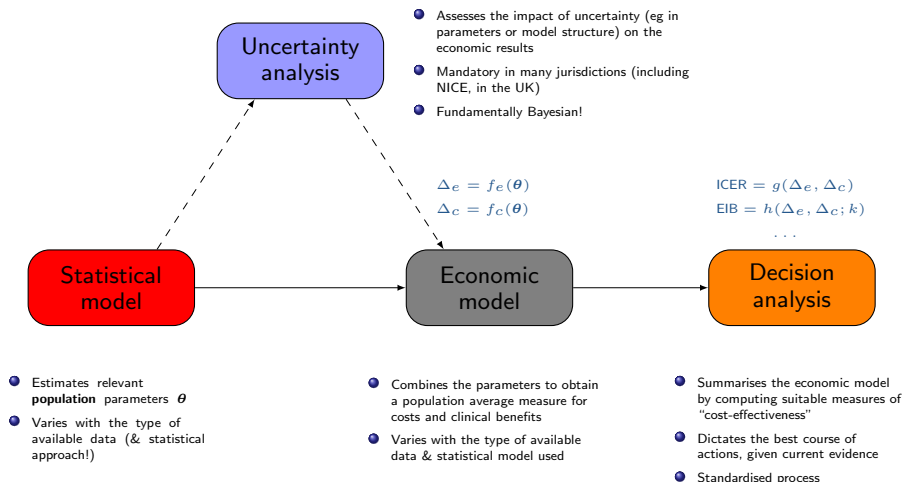 Uncertainty
analysis
Assesses the impact of uncertainty (eg in
parameters or model structure) on the
economic results
Mandatory in many jurisdictions (including
NICE, in the UK)
Fundamentally Bayesian!
Δe = fe(θ)
Δc = fc(θ)
ICER = g(Δe, Δc)
EIB = h(Δe, Δc; k)
. . .
Statistical
model
Economic
model
Decision
analysis
Estimates relevant
population parameters θ
Varies with the type of
available data (& statistical
approach!)
Combines the parameters to obtain
a population average measure for
costs and clinical benefits
Varies with the type of available
data & statistical model used
Summarises the economic model
by computing suitable measures of
“cost-effectiveness”
Dictates the best course of
actions, given current evidence
Standardised process